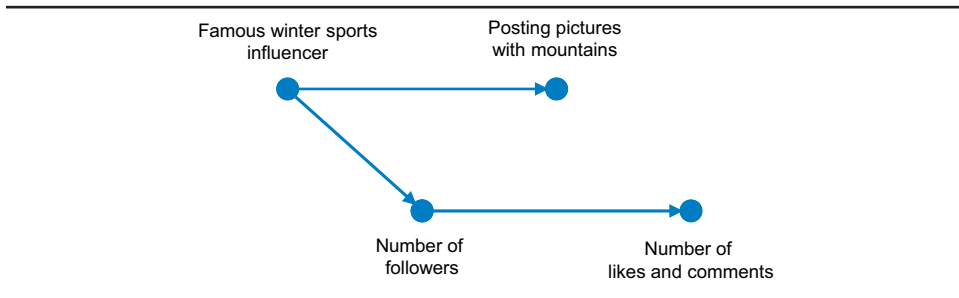 Famous winter sports
influencer
Posting pictures
with mountains
Number of
followers
Number of
likes and comments